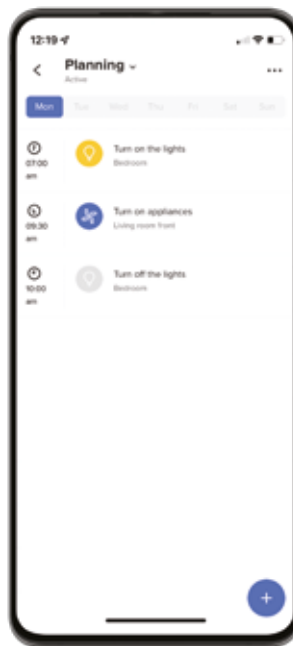 12:19
Planning
Active
Mon Tue Wed Thu Fri Sat Sun
07:00
am
Turn on the lights
Bedroom
09:30
am
Turn on appliances
Living room front
10:00
am
Turn off the lights
Bedroom